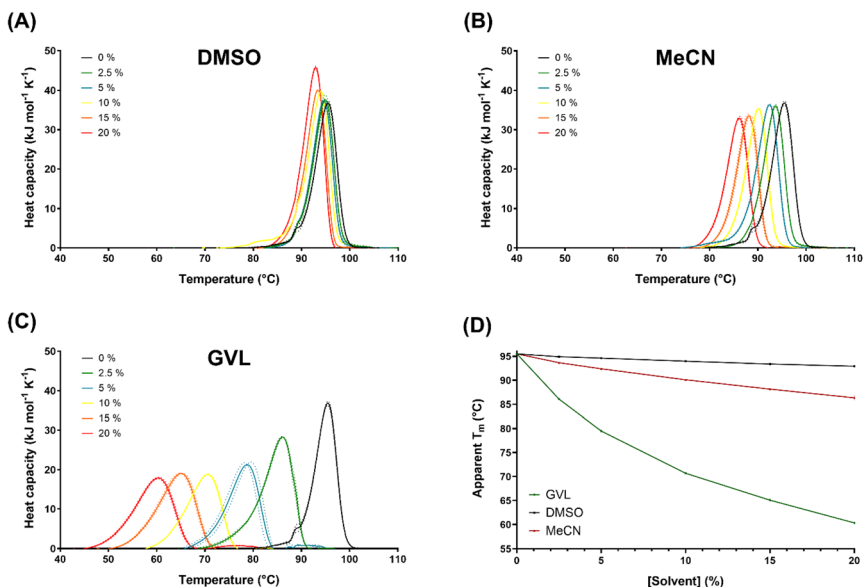 (A)
DMSO
Heat capacity (kJ mol⁻¹ K⁻¹)
50
40
30
20
10
0
0 %
2.5 %
5 %
10 %
15 %
20 %
40 50 60 70 80 90 100 110
Temperature (°C)
(B)
MeCN
Heat capacity (kJ mol⁻¹ K⁻¹)
50
40
30
20
10
0
0 %
2.5 %
5 %
10 %
15 %
20 %
40 50 60 70 80 90 100 110
Temperature (°C)
(C)
GVL
Heat capacity (kJ mol⁻¹ K⁻¹)
50
40
30
20
10
0
0 %
2.5 %
5 %
10 %
15 %
20 %
40 50 60 70 80 90 100 110
Temperature (°C)
(D)
Apparent Tₘ (°C)
95
90
85
80
75
70
65
60
55
GVL
DMSO
MeCN
0 5 10 15 20
[Solvent] (%)